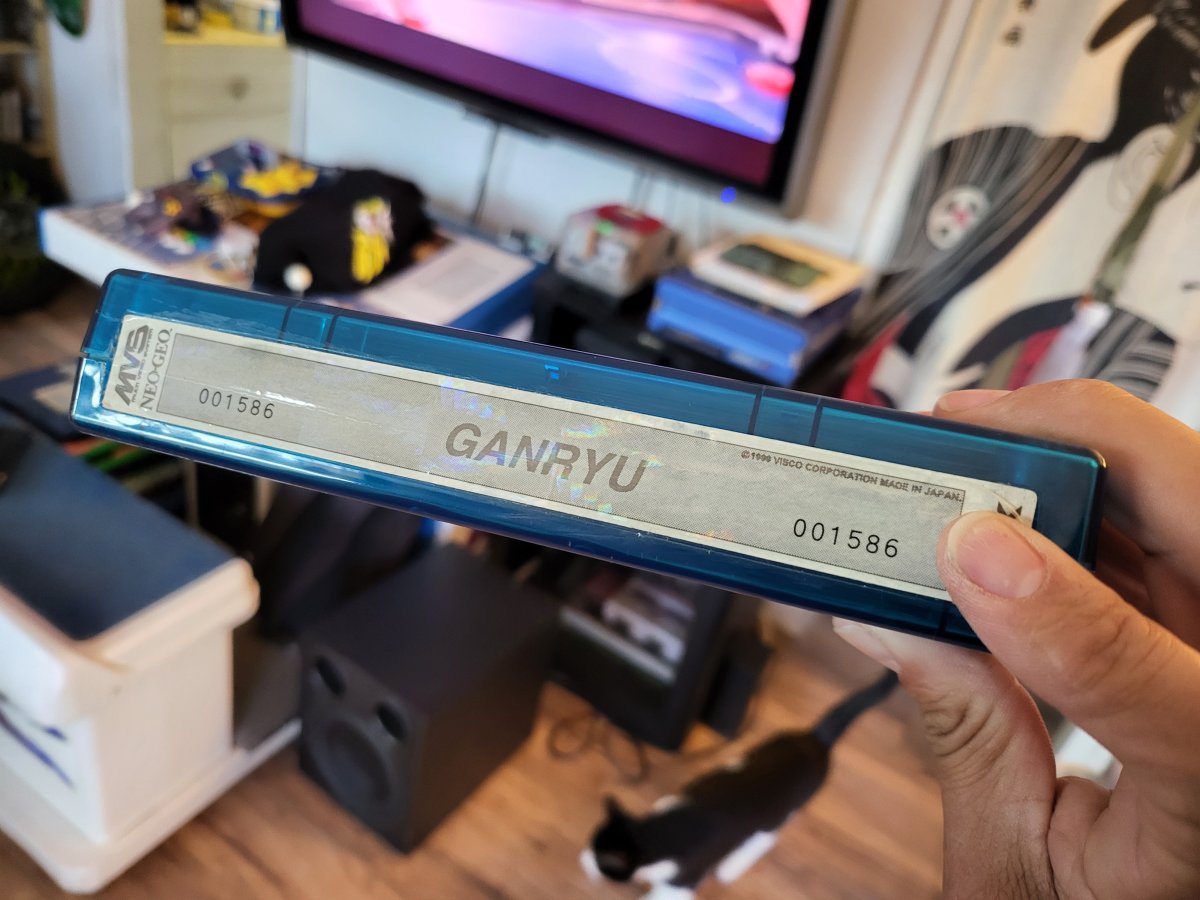 MVS
NEO·GEO
001586
GANRYU
©1999 VISCO CORPORATION MADE IN JAPAN.
001586